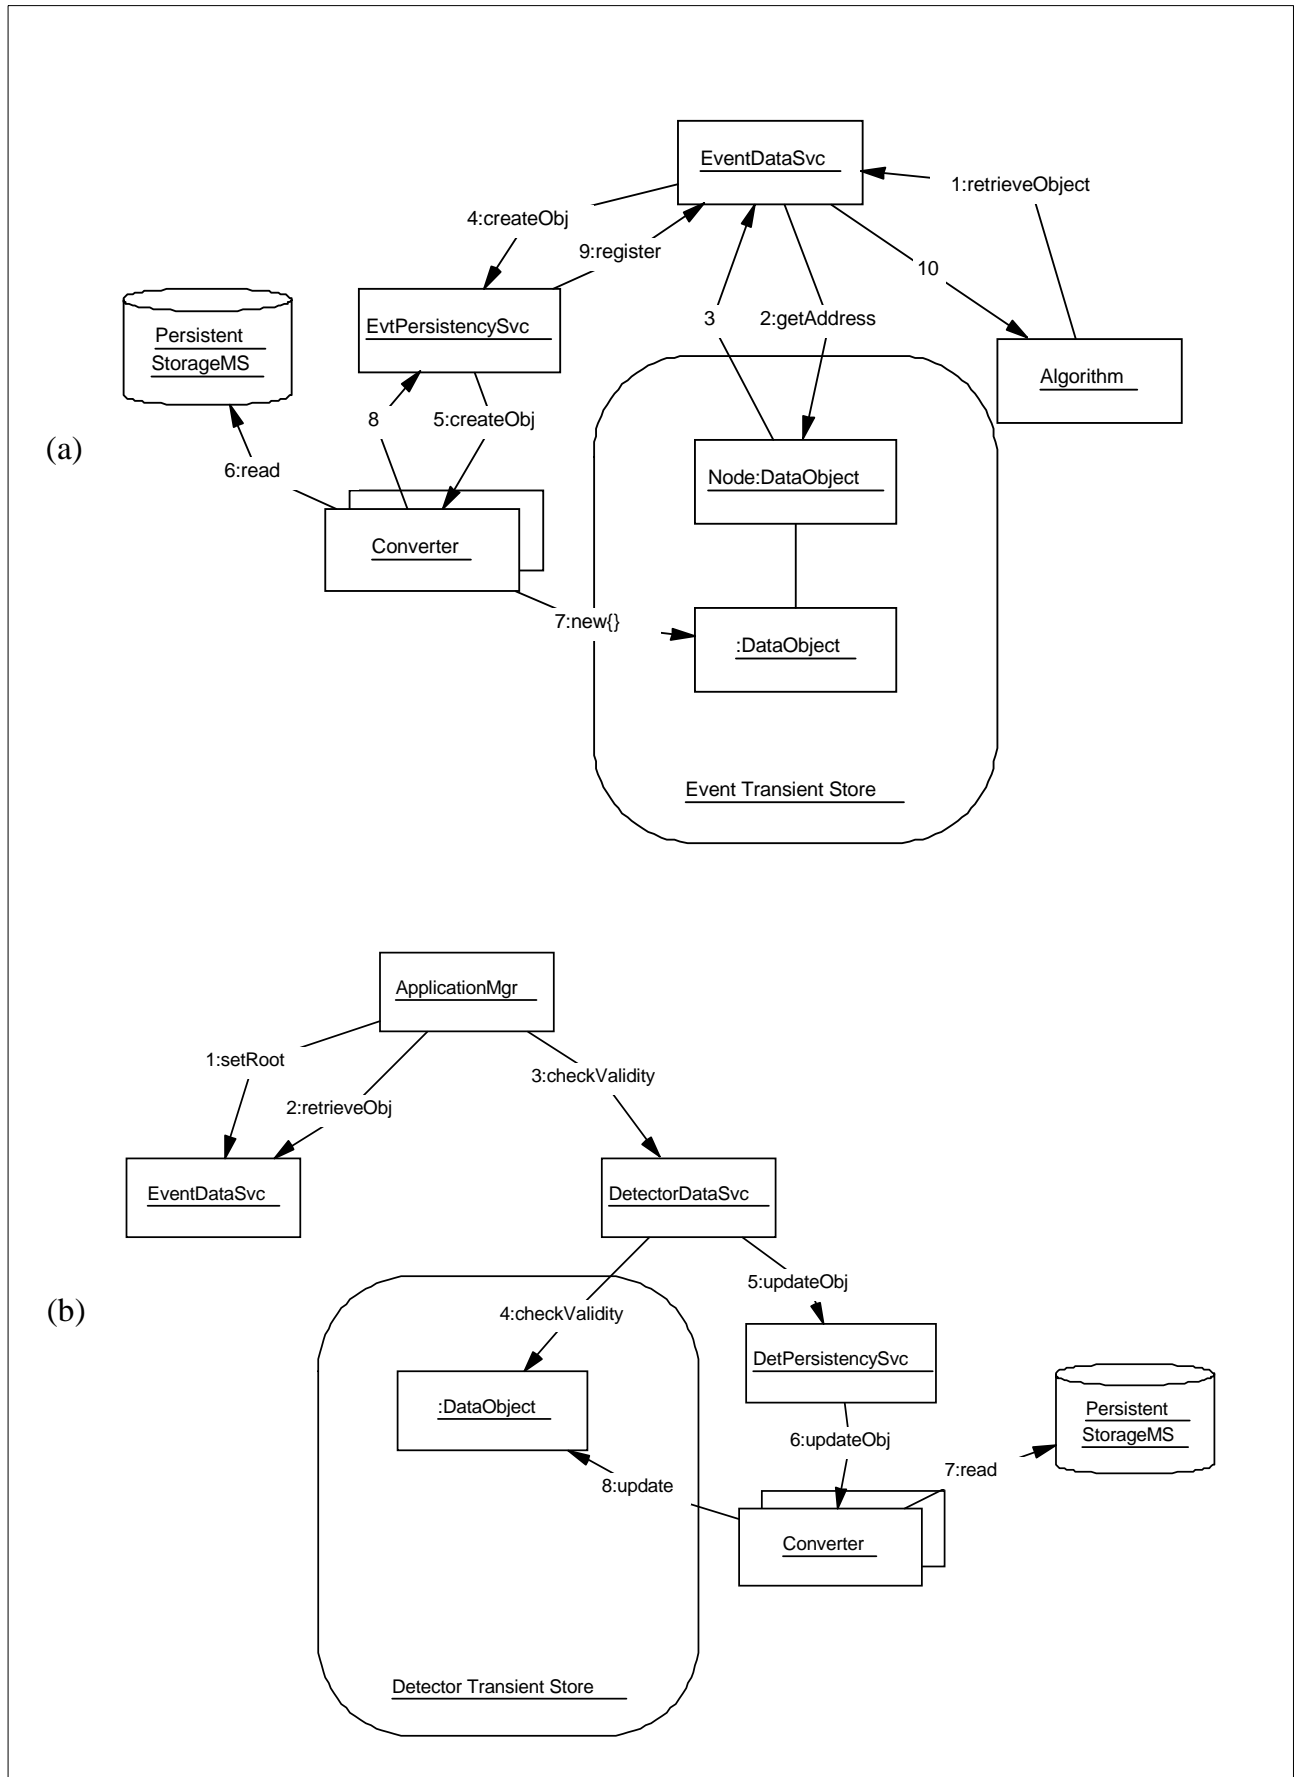 EventDataSvc
1:retrieveObject
4:createObj
9:register
10
Persistent
StorageMS
EvtPersistencySvc
3
2:getAddress
Algorithm
8
5:createObj
(a)
6:read
Node:DataObject
Converter
7:new{}
:DataObject
Event Transient Store
ApplicationMgr
1:setRoot
3:checkValidity
2:retrieveObj
EventDataSvc
DetectorDataSvc
5:updateObj
(b)
4:checkValidity
DetPersistencySvc
:DataObject
Persistent
StorageMS
6:updateObj
7:read
8:update
Converter
Detector Transient Store